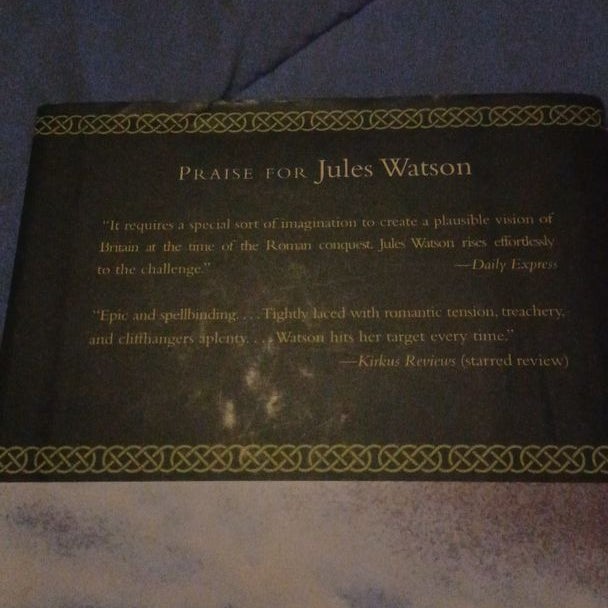 PRAISE FOR Jules Watson
"It requires a special sort of imagination to create a plausible vision of
Britain at the time of the Roman conquest. Jules Watson rises effortlessly
to the challenge."
—Daily Express
"Epic and spellbinding. . . . Tightly laced with romantic tension, treachery,
and cliffhangers aplenty. . . . Watson hits her target every time."
—Kirkus Reviews (starred review)